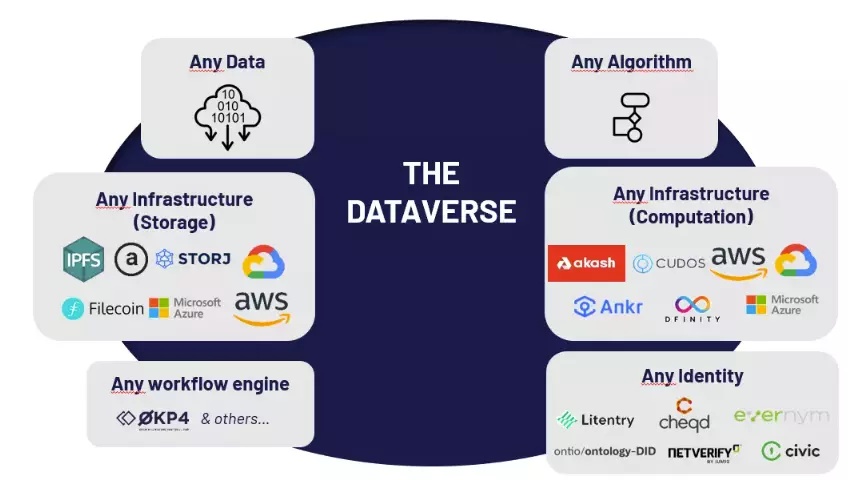 Any Data
10
010
10101
Any Algorithm
THE
DATAVERSE
Any Infrastructure
(Storage)
IPFS
a
STORJ
Filecoin
Microsoft
Azure
aws
Any Infrastructure
(Computation)
akash
CUDOS
aws
Ankr
DFINITY
Microsoft
Azure
Any workflow engine
ØKP4
& others...
Any Identity
Litentry
cheqd
evernym
ontio/ontology-DID
NETVERIFY
BY JUMIO
civic